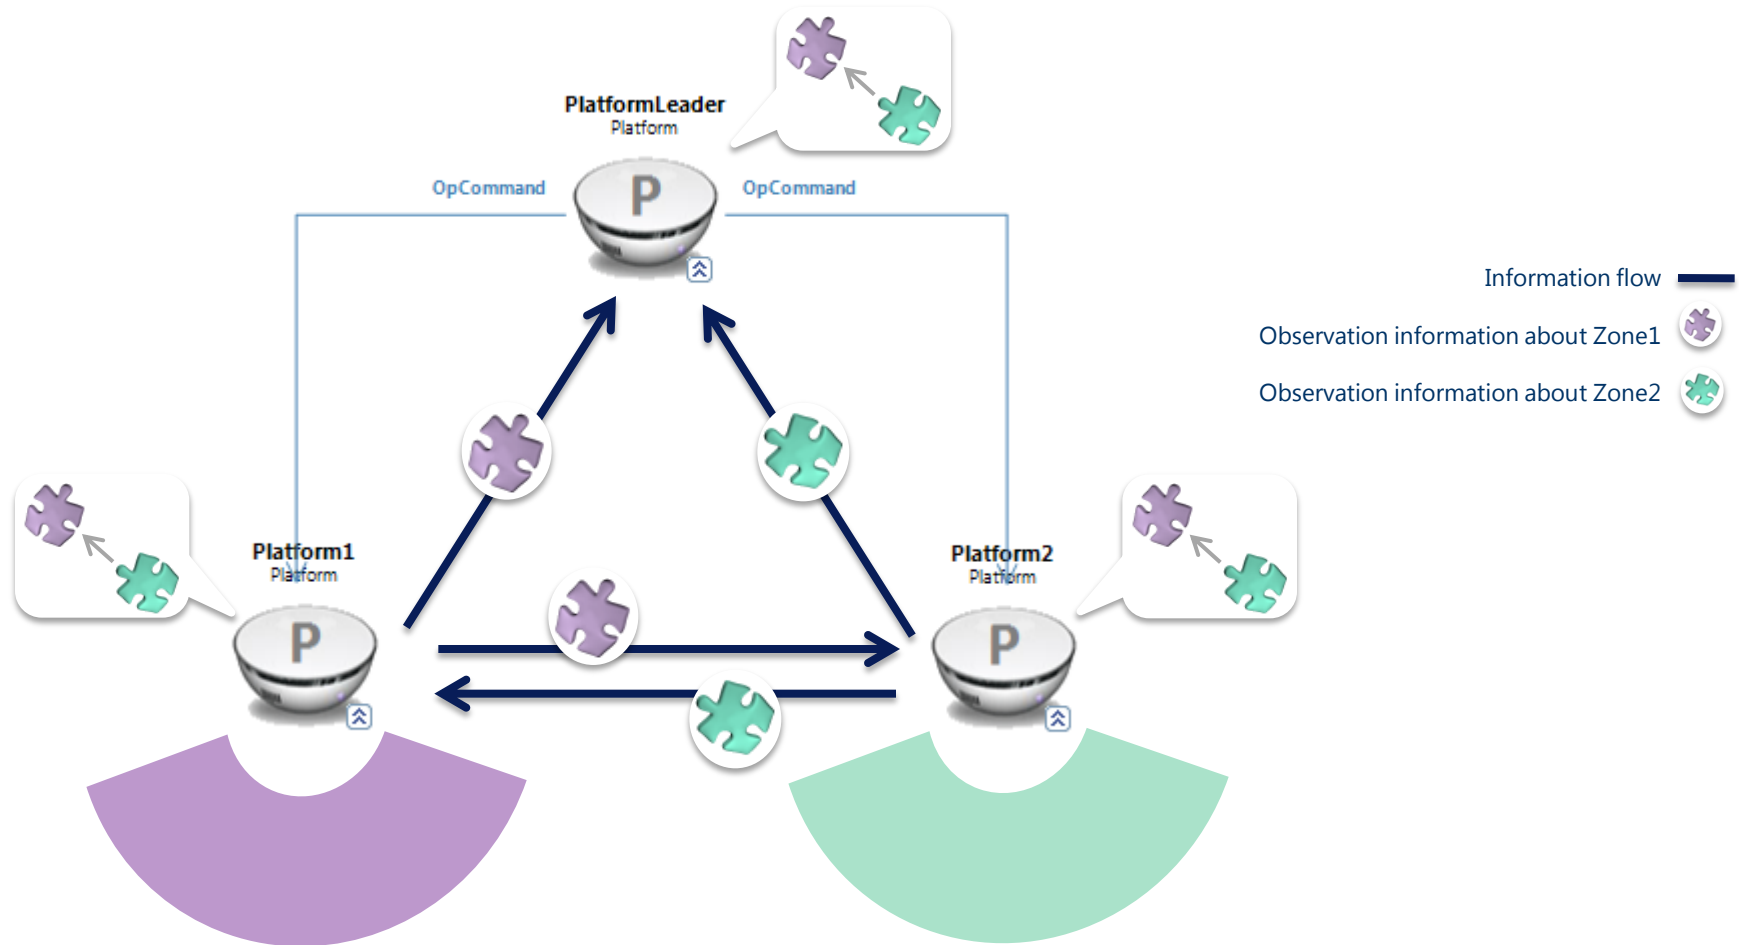 PlatformLeader
Platform
OpCommand
P
OpCommand
Information flow
Observation information about Zone1
Observation information about Zone2
Platform1
Platform
P
Platform2
Platform
P